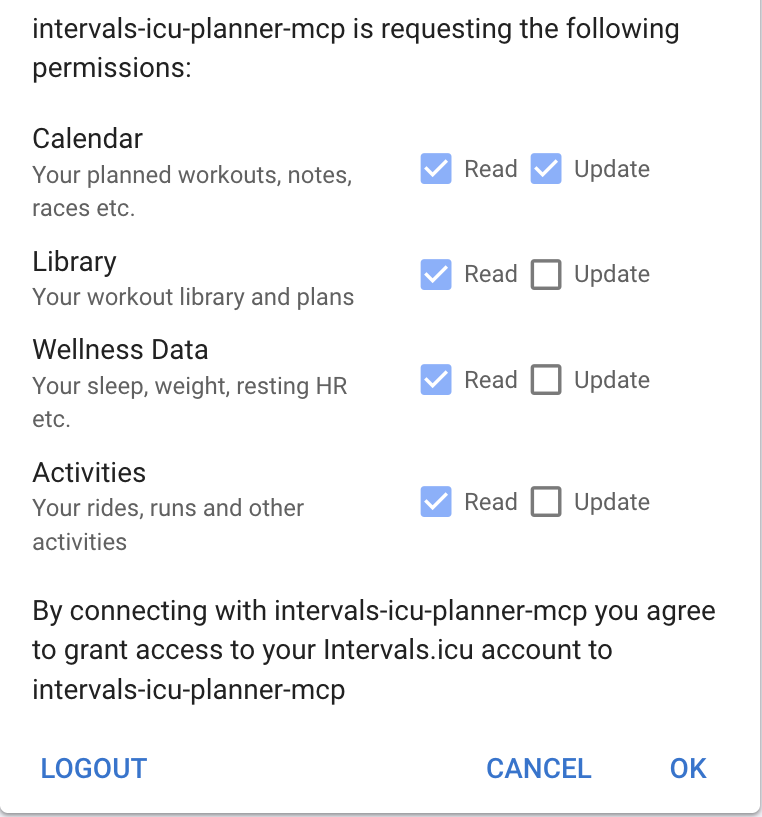 intervals-icu-planner-mcp is requesting the following
permissions:
Calendar
Your planned workouts, notes,
races etc.
Read Update
Library
Your workout library and plans
Read Update
Wellness Data
Your sleep, weight, resting HR
etc.
Read Update
Activities
Your rides, runs and other
activities
Read Update
By connecting with intervals-icu-planner-mcp you agree
to grant access to your Intervals.icu account to
intervals-icu-planner-mcp
LOGOUT CANCEL OK